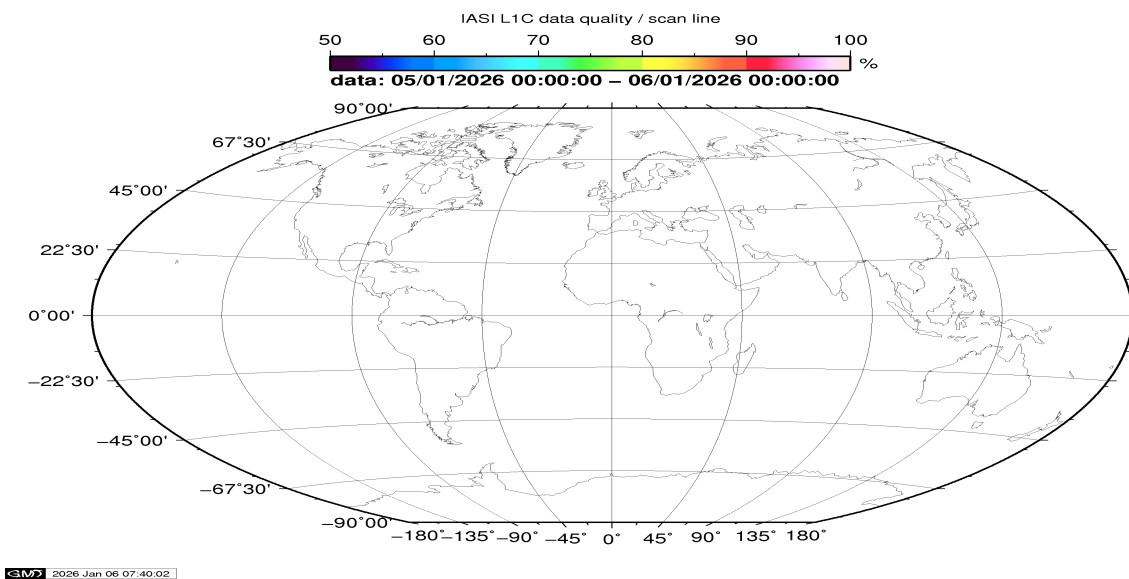 IASI L1C data quality / scan line
50 60 70 80 90 100
%
data: 05/01/2026 00:00:00 – 06/01/2026 00:00:00
90°00'
67°30'
45°00'
22°30'
0°00'
−22°30'
−45°00'
−67°30'
−90°00'
−180° −135° −90° −45° 0° 45° 90° 135° 180°
GMD 2026 Jan 06 07:40:02